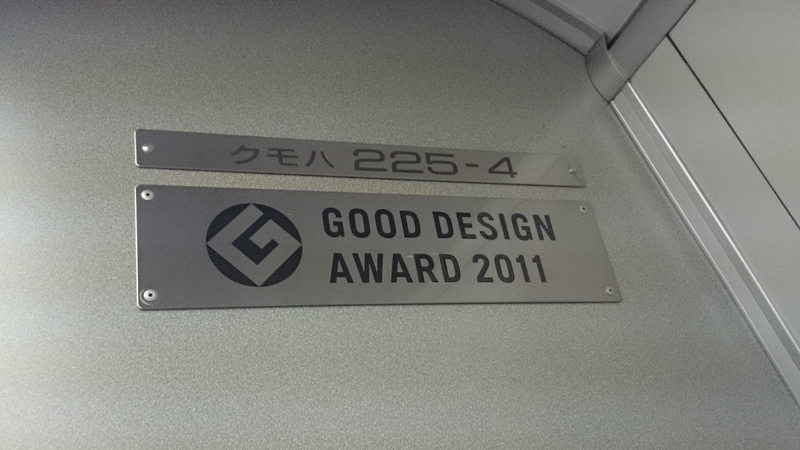 クモハ 225-4
GOOD DESIGN
AWARD 2011